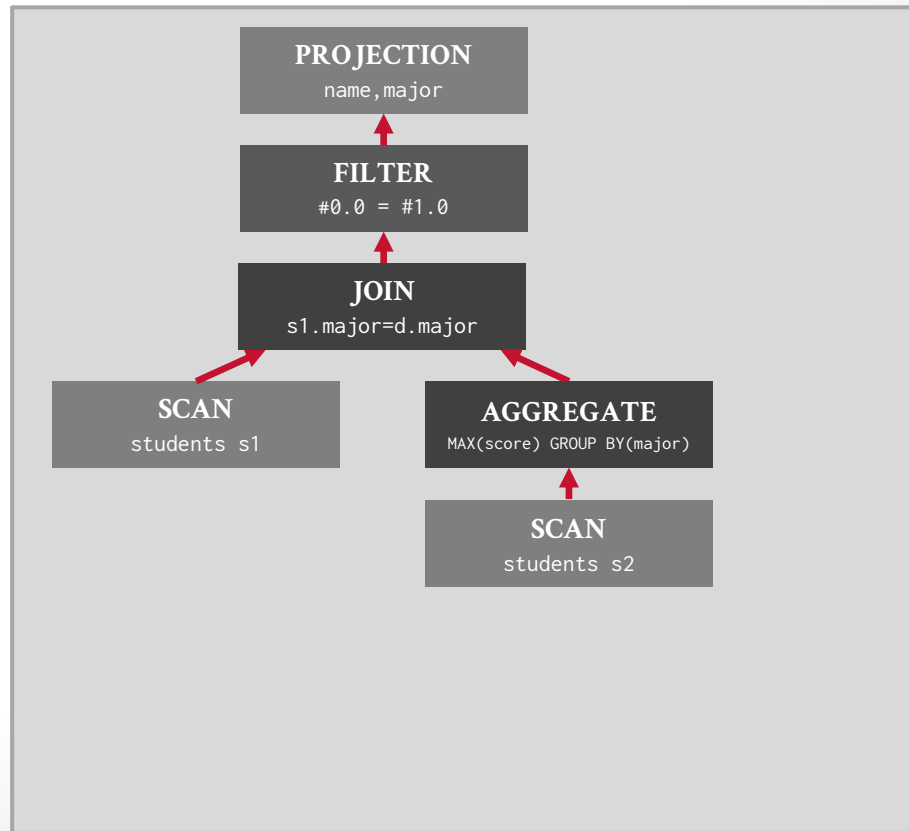 PROJECTION
name,major
FILTER
#0.0 = #1.0
JOIN
s1.major=d.major
SCAN
students s1
AGGREGATE
MAX(score) GROUP BY(major)
SCAN
students s2